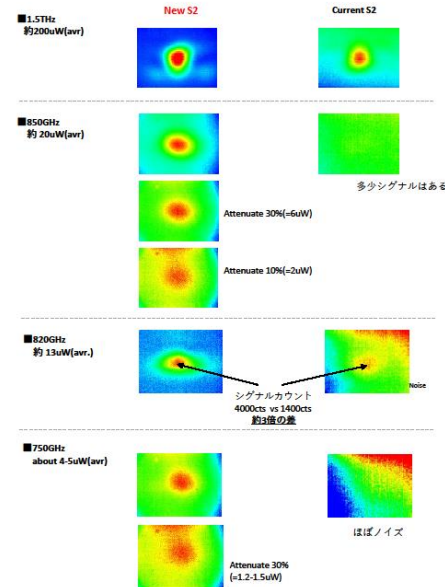 New S2
Current S2
■1.5THz
約200uW(avr)
■850GHz
約 20uW(avr)
多少シグナルはある
Attenuate 30%(=6uW)
Attenuate 10%(=2uW)
■820GHz
約 13uW(avr.)
Noise
シグナルカウント
4000cts vs 1400cts
約3倍の差
■750GHz
about 4-5uW(avr)
ほぼノイズ
Attenuate 30%
(=1.2-1.5uW)